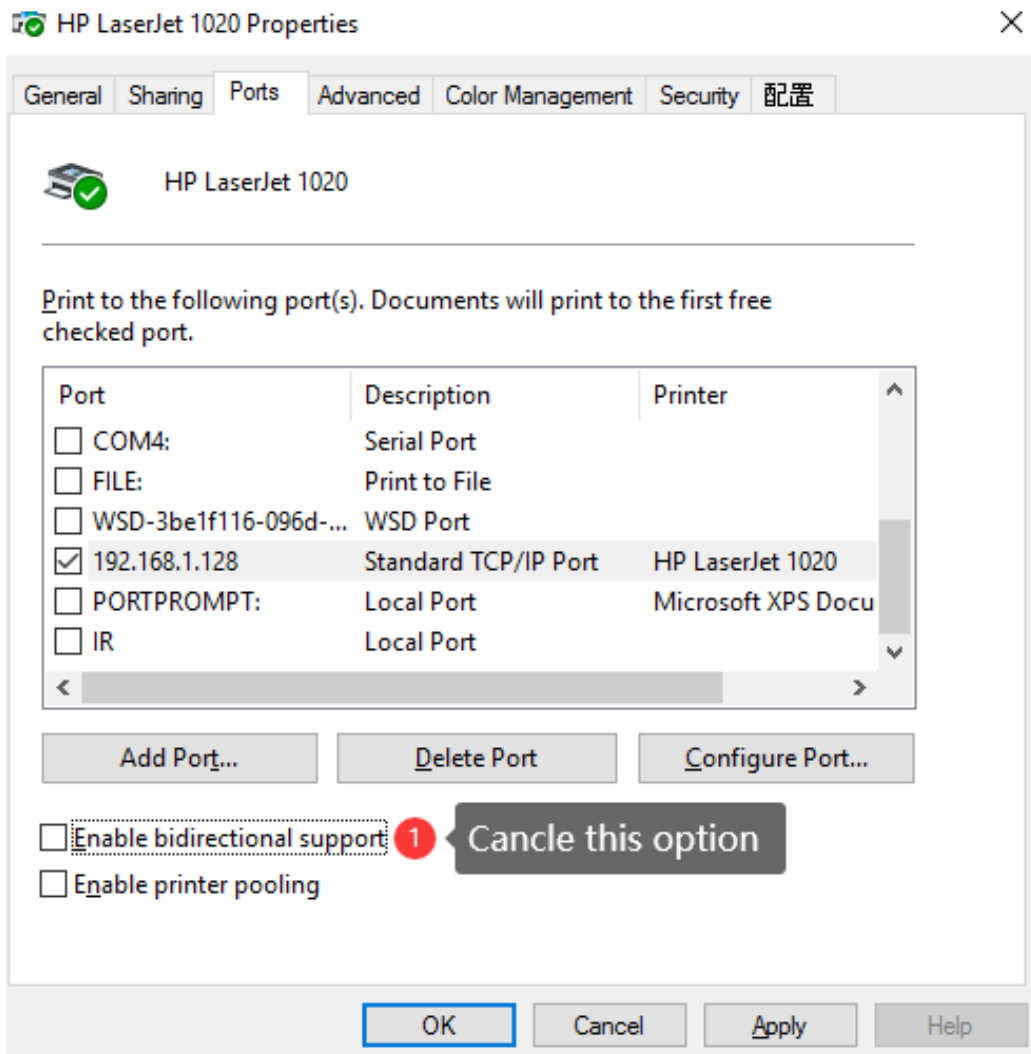 HP LaserJet 1020 Properties
General Sharing Ports Advanced Color Management Security 配置
HP LaserJet 1020
Print to the following port(s). Documents will print to the first free
checked port.
Port Description Printer
COM4: Serial Port
FILE: Print to File
WSD-3be1f116-096d-... WSD Port
192.168.1.128 Standard TCP/IP Port HP LaserJet 1020
PORTPROMPT: Local Port Microsoft XPS Docu
IR Local Port
Add Port... Delete Port Configure Port...
Enable bidirectional support 1 Cancle this option
Enable printer pooling
OK Cancel Apply Help